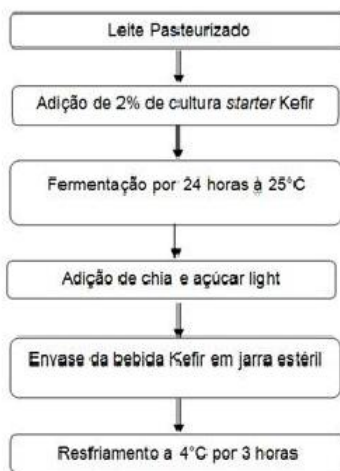 Leite Pasteurizado
Adição de 2% de cultura starter Kefir
Fermentação por 24 horas à 25°C
Adição de chia e açúcar light
Envase da bebida Kefir em jarra estéril
Resfriamento a 4°C por 3 horas